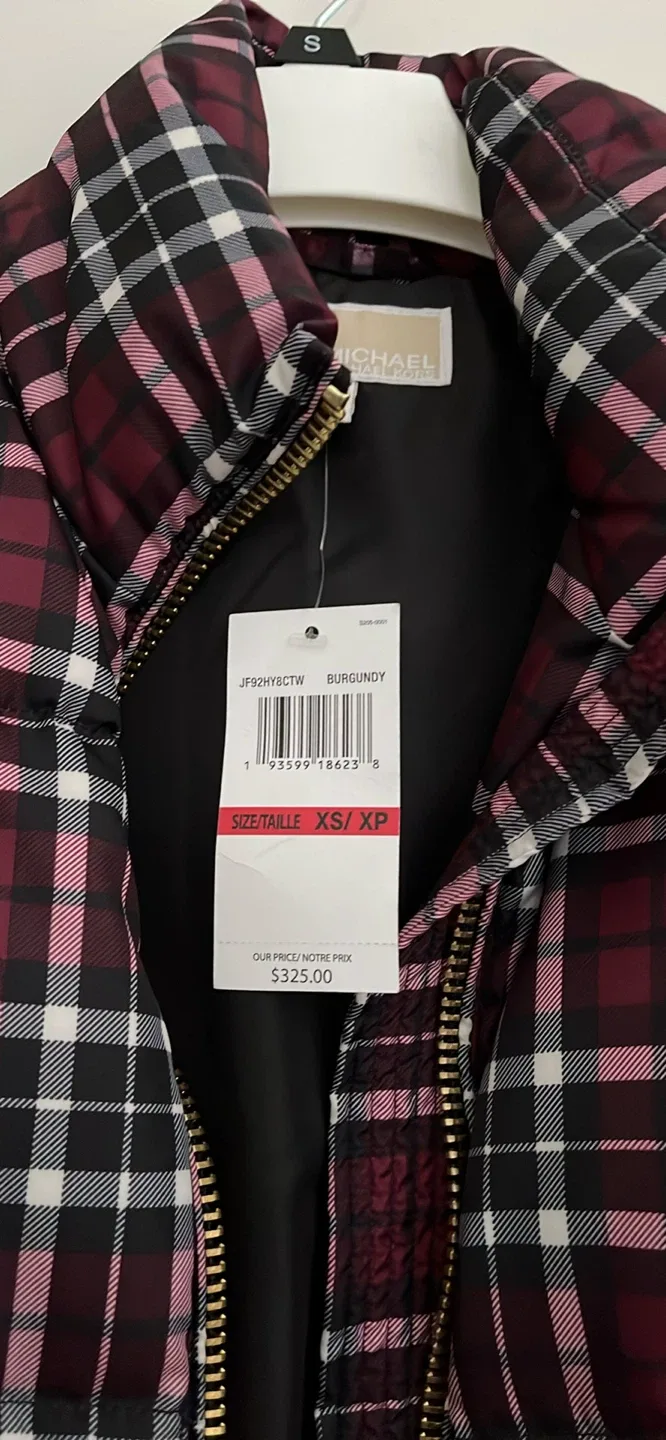 S
MICHAEL
MICHAEL KORS
JF92HY8CTW BURGUNDY
1 93599 18623 8
SIZE/TAILLE XS/ XP
OUR PRICE/ NOTRE PRIX
$325.00